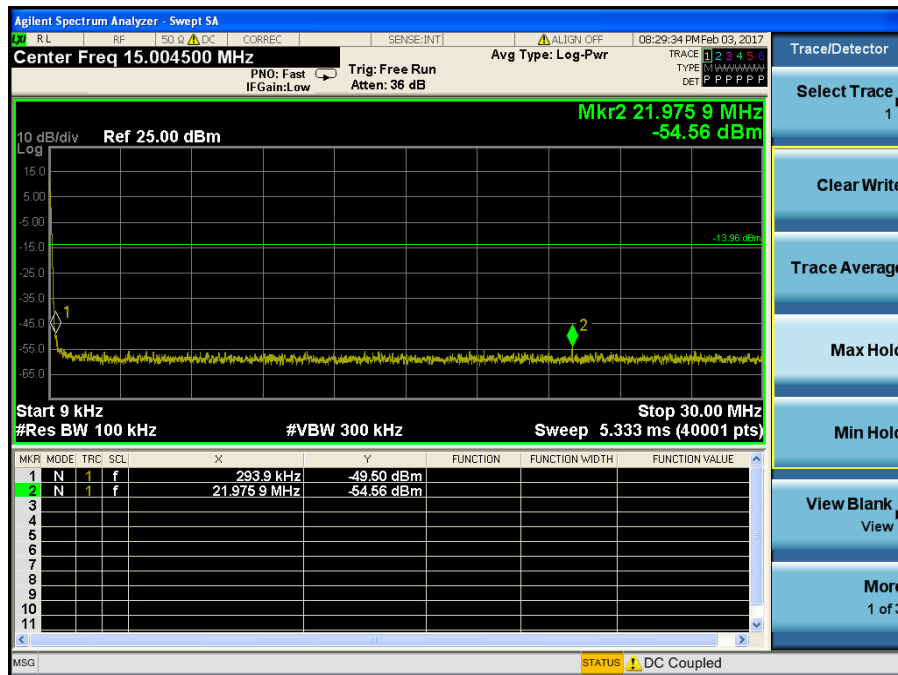 Agilent Spectrum Analyzer - Swept SA
LXI RL RF 50 Ω DC CORREC SENSE:INT ALIGN OFF 08:29:34 PM Feb 03, 2017
Center Freq 15.004500 MHz
PNO: Fast
IFGain:Low
Trig: Free Run
Atten: 36 dB
Avg Type: Log-Pwr
TRACE 1 2 3 4 5 6
TYPE M WWWWW
DET P P P P P P
Mkr2 21.975 9 MHz
-54.56 dBm
10 dB/div Ref 25.00 dBm
Log
15.0
5.00
-5.00
-15.0
-13.96 dBm
-25.0
-35.0
-45.0
-55.0
-65.0
1
2
Start 9 kHz Stop 30.00 MHz
#Res BW 100 kHz #VBW 300 kHz Sweep 5.333 ms (40001 pts)
MKR MODE TRC SCL X Y FUNCTION FUNCTION WIDTH FUNCTION VALUE
1 N 1 f 293.9 kHz -49.50 dBm
2 N 1 f 21.975 9 MHz -54.56 dBm
3
4
5
6
7
8
9
10
11
MSG STATUS DC Coupled
Trace/Detector
Select Trace
1
Clear Write
Trace Average
Max Hold
Min Hold
View Blank
View
More
1 of 3